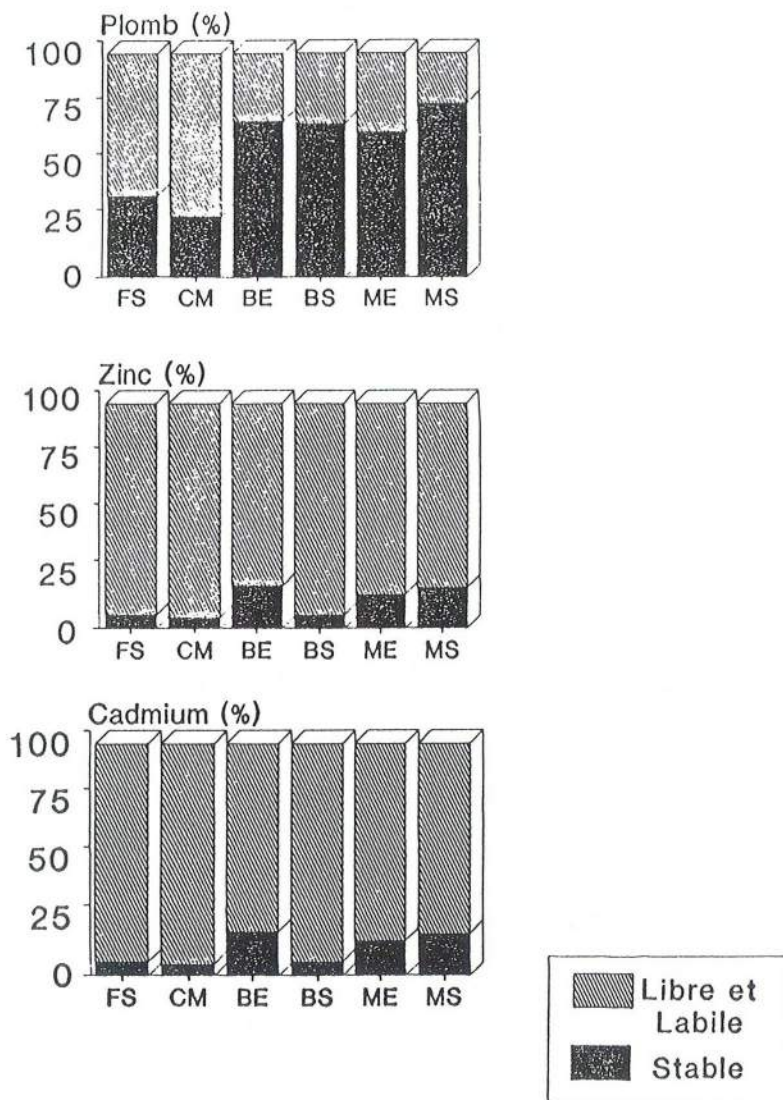 Plomb (%)
100
75
50
25
0
FS CM BE BS ME MS
Zinc (%)
100
75
50
25
0
FS CM BE BS ME MS
Cadmium (%)
100
75
50
25
0
FS CM BE BS ME MS
Libre et
Labile
Stable